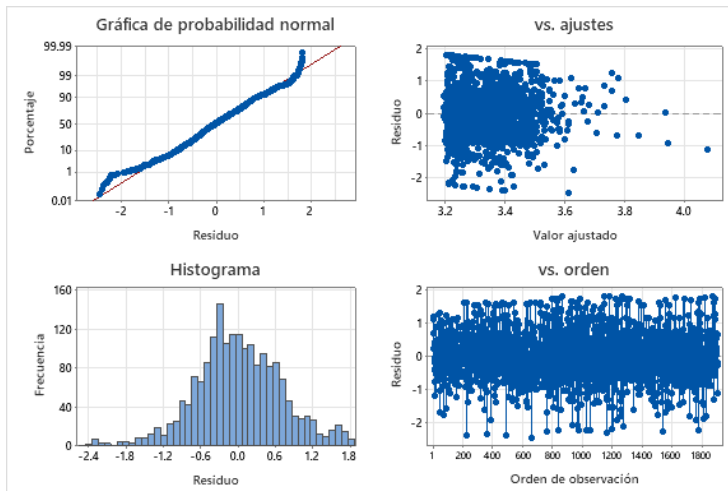 Gráfica de probabilidad normal
99.99
99
90
50
10
1
0.01
Porcentaje
-2 -1 0 1 2
Residuo
vs. ajustes
2
1
0
-1
-2
Residuo
3.2 3.4 3.6 3.8 4.0
Valor ajustado
Histograma
160
120
80
40
0
Frecuencia
-2.4 -1.8 -1.2 -0.6 0.0 0.6 1.2 1.8
Residuo
vs. orden
2
1
0
-1
-2
Residuo
1 200 400 600 800 1000 1200 1400 1600 1800
Orden de observación